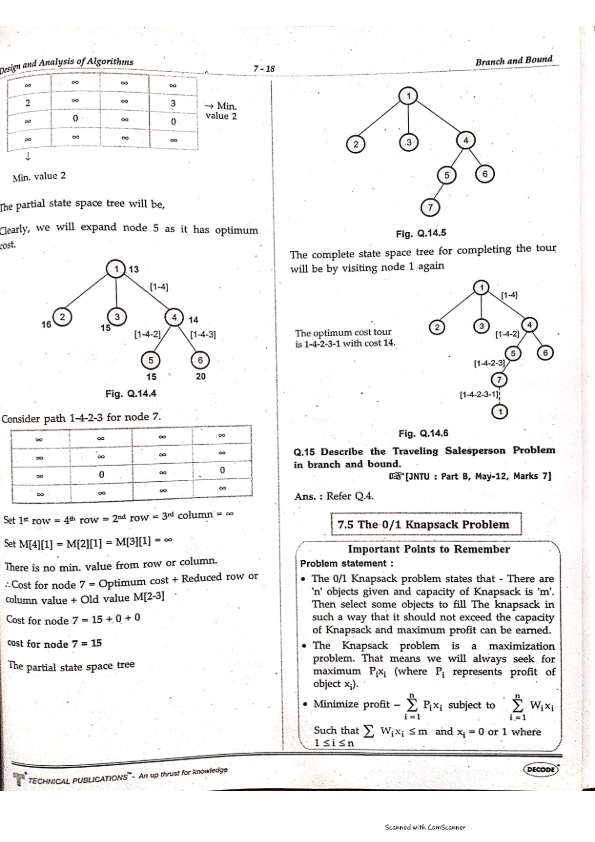 Design and Analysis of Algorithms
7 - 18
Branch and Bound
∞ ∞ ∞ ∞
2 ∞ ∞ 3
→ Min. value 2
∞ 0 ∞ 0
∞ ∞ ∞ ∞
↓
Min. value 2
The partial state space tree will be,
Clearly, we will expand node 5 as it has optimum
cost.
1 13
[1-4]
16 2
15 3
4 14
[1-4-2] [1-4-3]
5 6
15 20
Fig. Q.14.4
Consider path 1-4-2-3 for node 7.
∞ ∞ ∞ ∞
∞ ∞ ∞ ∞
∞ 0 ∞ 0
∞ ∞ ∞ ∞
Set 1st row = 4th row = 2nd row = 3rd column = ∞
Set M[4][1] = M[2][1] = M[3][1] = ∞
There is no min. value from row or column.
∴Cost for node 7 = Optimum cost + Reduced row or
column value + Old value M[2-3]
Cost for node 7 = 15 + 0 + 0
cost for node 7 = 15
The partial state space tree
1
2 3 4
5 6
7
Fig. Q.14.5
The complete state space tree for completing the tour
will be by visiting node 1 again
1
[1-4]
2 3 4
The optimum cost tour
is 1-4-2-3-1 with cost 14.
[1-4-2]
5 6
[1-4-2-3]
7
[1-4-2-3-1]
1
Fig. Q.14.6
Q.15 Describe the Traveling Salesperson Problem
in branch and bound.
☞[JNTU : Part B, May-12, Marks 7]
Ans. : Refer Q.4.
7.5 The 0/1 Knapsack Problem
Important Points to Remember
Problem statement :
• The 0/1 Knapsack problem states that - There are
'n' objects given and capacity of Knapsack is 'm'.
Then select some objects to fill The knapsack in
such a way that it should not exceed the capacity
of Knapsack and maximum profit can be earned.
• The Knapsack problem is a maximization
problem. That means we will always seek for
maximum Pixi (where Pi represents profit of
object xi).
• Minimize profit – n∑i=1 Pixi subject to n∑i=1 Wixi
Such that ∑ Wixi ≤ m and xi = 0 or 1 where
1 ≤ i ≤ n
TECHNICAL PUBLICATIONS™ - An up thrust for knowledge
DECODE
Scanned with CamScanner